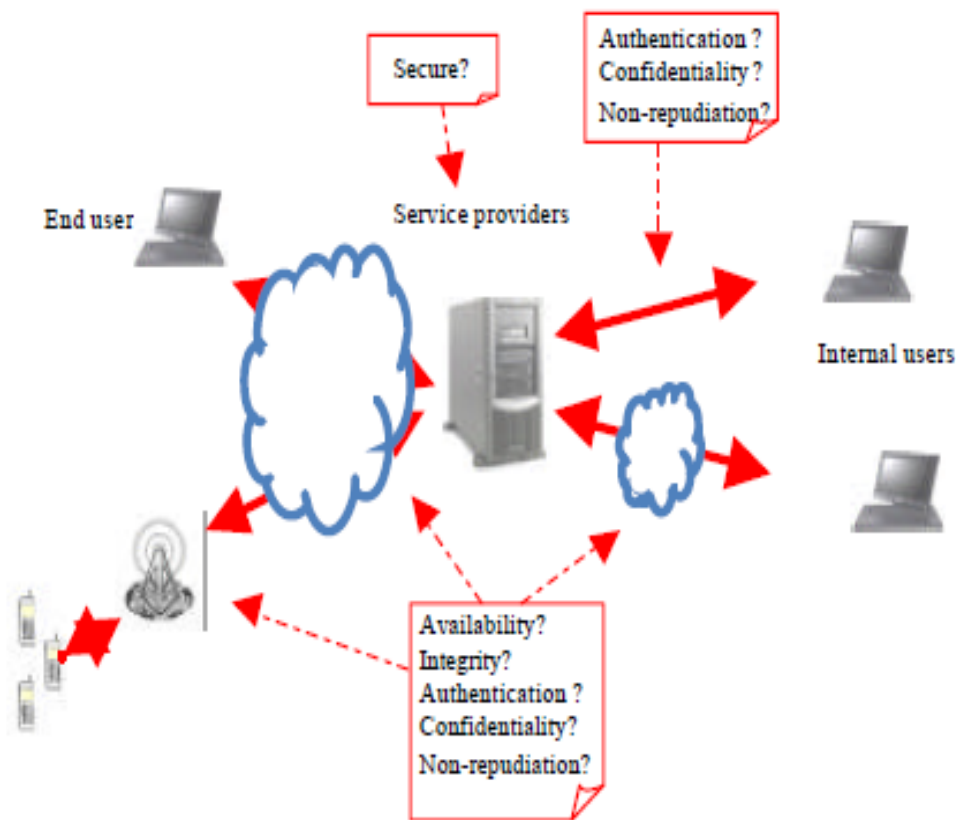 Secure?
Authentication ?
Confidentiality ?
Non-repudiation?
End user
Service providers
Internal users
Availability?
Integrity?
Authentication ?
Confidentiality?
Non-repudiation?